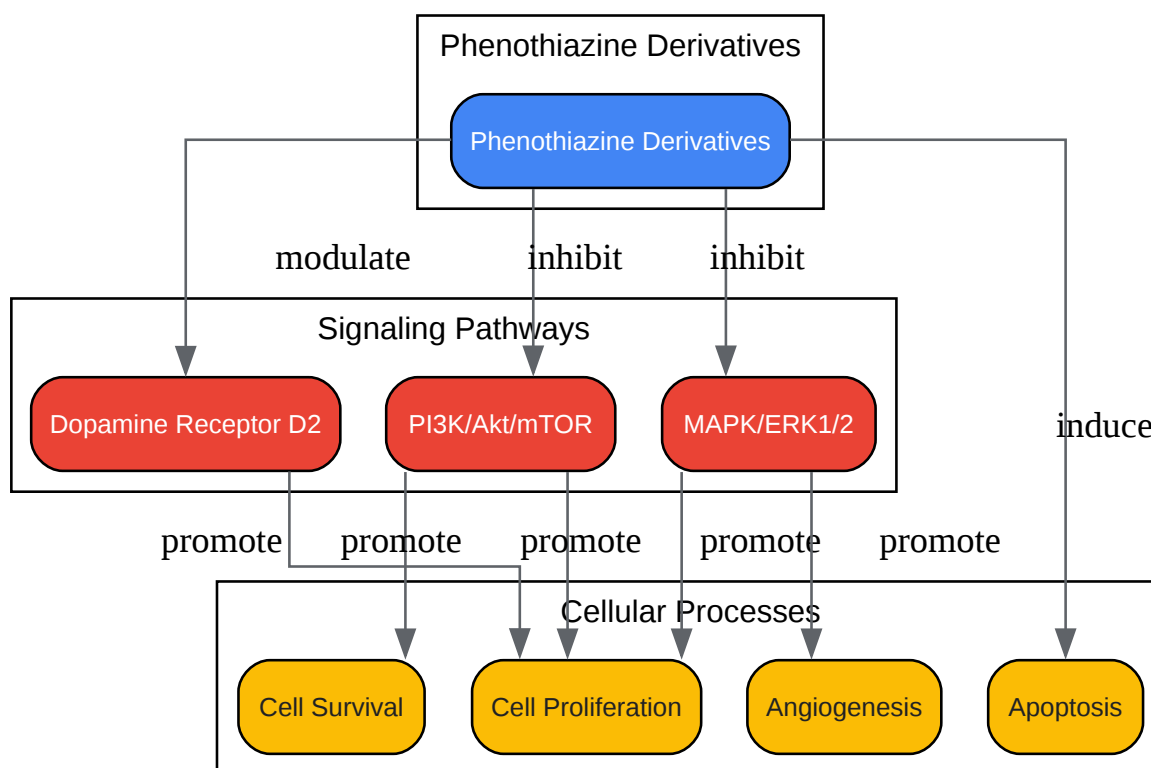 Phenothiazine Derivatives
Phenothiazine Derivatives
modulate
inhibit
inhibit
Signaling Pathways
Dopamine Receptor D2
PI3K/Akt/mTOR
MAPK/ERK1/2
induce
promote
promote
promote
promote
promote
Cellular Processes
Cell Survival
Cell Proliferation
Angiogenesis
Apoptosis